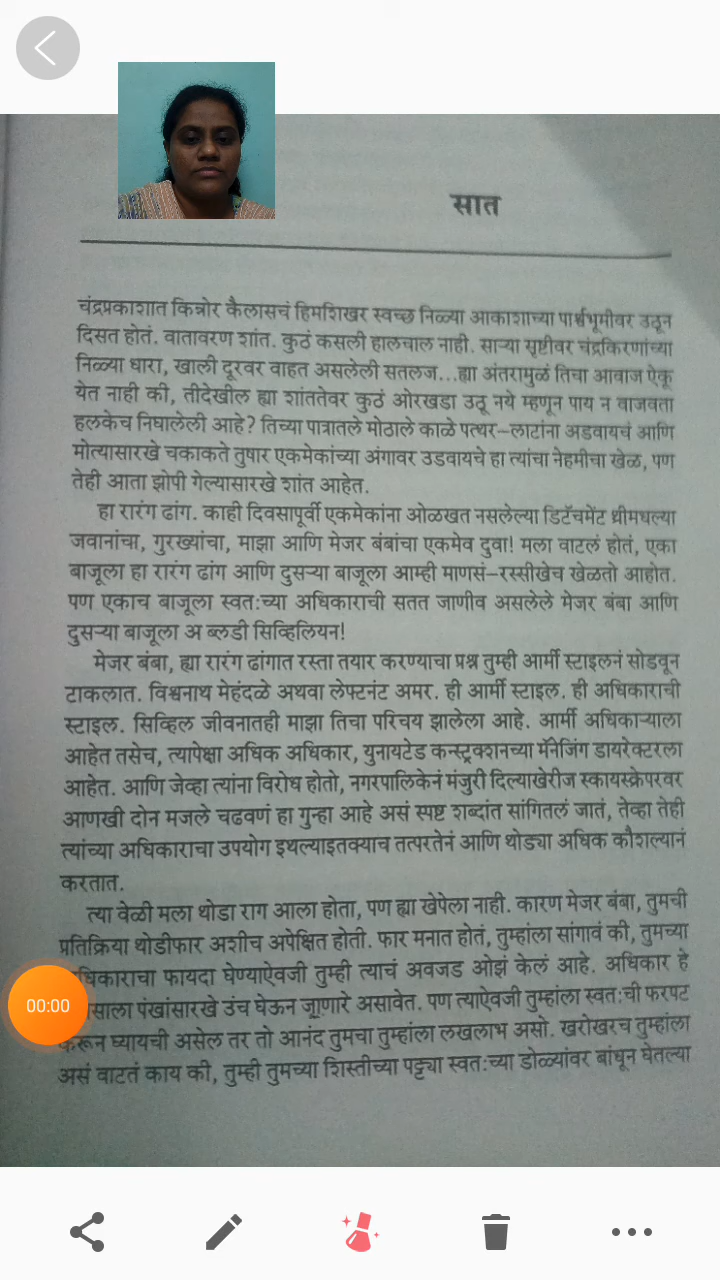 सात
चंद्रप्रकाशात किन्नोर कैलासचं हिमशिखर स्वच्छ निळ्या आकाशाच्या पार्श्वभूमीवर उठून
दिसत होतं. वातावरण शांत. कुठं कसली हालचाल नाही. साऱ्या सृष्टीवर चंद्रकिरणांच्या
निळ्या धारा, खाली दूरवर वाहत असलेली सतलज...ह्या अंतरामुळं तिचा आवाज ऐकू
येत नाही की, तीदेखील ह्या शांततेवर कुठं ओरखडा उठू नये म्हणून पाय न वाजवता
हलकेच निघालेली आहे? तिच्या पात्रातले मोठाले काळे पत्थर–लाटांना अडवायचं आणि
मोत्यासारखे चकाकते तुषार एकमेकांच्या अंगावर उडवायचे हा त्यांचा नेहमीचा खेळ, पण
तेही आता झोपी गेल्यासारखे शांत आहेत.
हा रारंग ढांग. काही दिवसापूर्वी एकमेकांना ओळखत नसलेल्या डिटॅचमेंट थ्रीमधल्या
जवानांचा, गुरख्यांचा, माझा आणि मेजर बंबांचा एकमेव दुवा! मला वाटलं होतं, एका
बाजूला हा रारंग ढांग आणि दुसऱ्या बाजूला आम्ही माणसं–रस्सीखेच खेळतो आहोत.
पण एकाच बाजूला स्वतःच्या अधिकाराची सतत जाणीव असलेले मेजर बंबा आणि
दुसऱ्या बाजूला अ ब्लडी सिव्हिलियन!
मेजर बंबा, ह्या रारंग ढांगात रस्ता तयार करण्याचा प्रश्न तुम्ही आर्मी स्टाइलनं सोडवून
टाकलात. विश्वनाथ मेहंदळे अथवा लेफ्टनंट अमर. ही आर्मी स्टाइल. ही अधिकाराची
स्टाइल. सिव्हिल जीवनातही माझा तिचा परिचय झालेला आहे. आर्मी अधिकाऱ्याला
आहेत तसेच, त्यापेक्षा अधिक अधिकार, युनायटेड कन्स्ट्रक्शनच्या मॅनेजिंग डायरेक्टरला
आहेत. आणि जेव्हा त्यांना विरोध होतो, नगरपालिकेनं मंजुरी दिल्याखेरीज स्कायस्क्रेपरवर
आणखी दोन मजले चढवणं हा गुन्हा आहे असं स्पष्ट शब्दांत सांगितलं जातं, तेव्हा तेही
त्यांच्या अधिकाराचा उपयोग इथल्याइतक्याच तत्परतेनं आणि थोड्या अधिक कौशल्यानं
करतात.
त्या वेळी मला थोडा राग आला होता, पण ह्या खेपेला नाही. कारण मेजर बंबा, तुमची
प्रतिक्रिया थोडीफार अशीच अपेक्षित होती. फार मनात होतं, तुम्हांला सांगावं की, तुमच्या
धिकाराचा फायदा घेण्याऐवजी तुम्ही त्याचं अवजड ओझं केलं आहे. अधिकार हे
साला पंखांसारखे उंच घेऊन जाणारे असावेत. पण त्याऐवजी तुम्हांला स्वतःची फरपट
करून घ्यायची असेल तर तो आनंद तुमचा तुम्हांला लखलाभ असो. खरोखरच तुम्हांला
असं वाटतं काय की, तुम्ही तुमच्या शिस्तीच्या पट्ट्या स्वतःच्या डोळ्यांवर बांधून घेतल्या
00:00